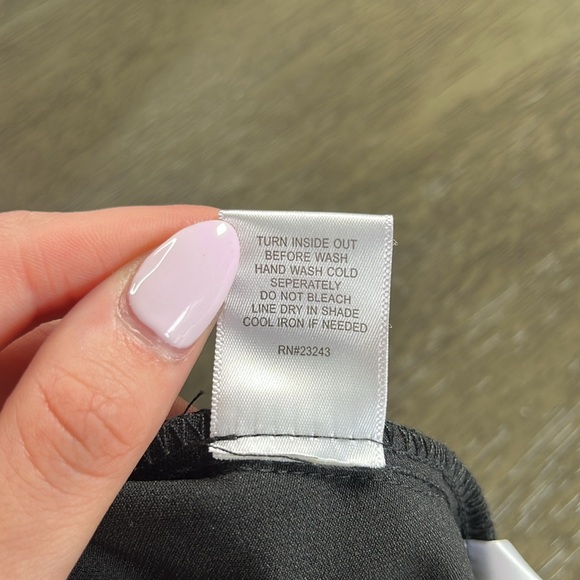 TURN INSIDE OUT
BEFORE WASH
HAND WASH COLD
SEPERATELY
DO NOT BLEACH
LINE DRY IN SHADE
COOL IRON IF NEEDED
RN#23243